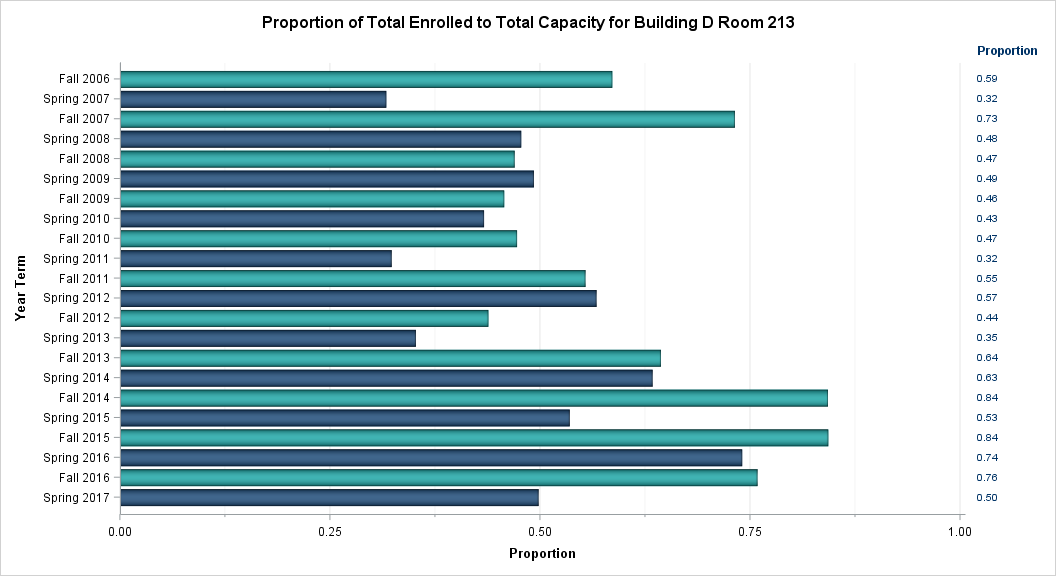 Proportion of Total Enrolled to Total Capacity for Building D Room 213
Proportion
Fall 2006 0.59
Spring 2007 0.32
Fall 2007 0.73
Spring 2008 0.48
Fall 2008 0.47
Spring 2009 0.49
Fall 2009 0.46
Spring 2010 0.43
Fall 2010 0.47
Spring 2011 0.32
Fall 2011 0.55
Spring 2012 0.57
Fall 2012 0.44
Spring 2013 0.35
Fall 2013 0.64
Spring 2014 0.63
Fall 2014 0.84
Spring 2015 0.53
Fall 2015 0.84
Spring 2016 0.74
Fall 2016 0.76
Spring 2017 0.50
Year Term
0.00 0.25 0.50 0.75 1.00
Proportion